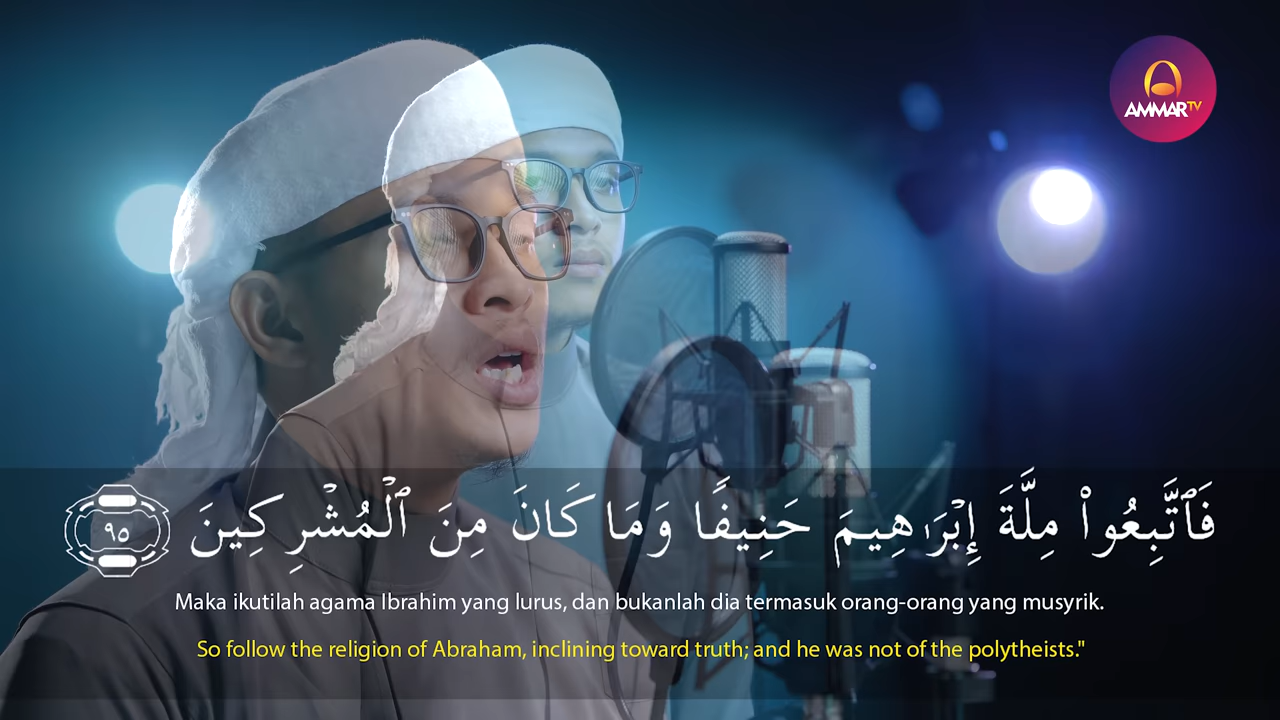 AMMARTV
فَٱتَّبِعُوا۟ مِلَّةَ إِبْرَٰهِيمَ حَنِيفًا وَمَا كَانَ مِنَ ٱلْمُشْرِكِينَ ٩٥
Maka ikutilah agama Ibrahim yang lurus, dan bukanlah dia termasuk orang-orang yang musyrik.
So follow the religion of Abraham, inclining toward truth; and he was not of the polytheists."